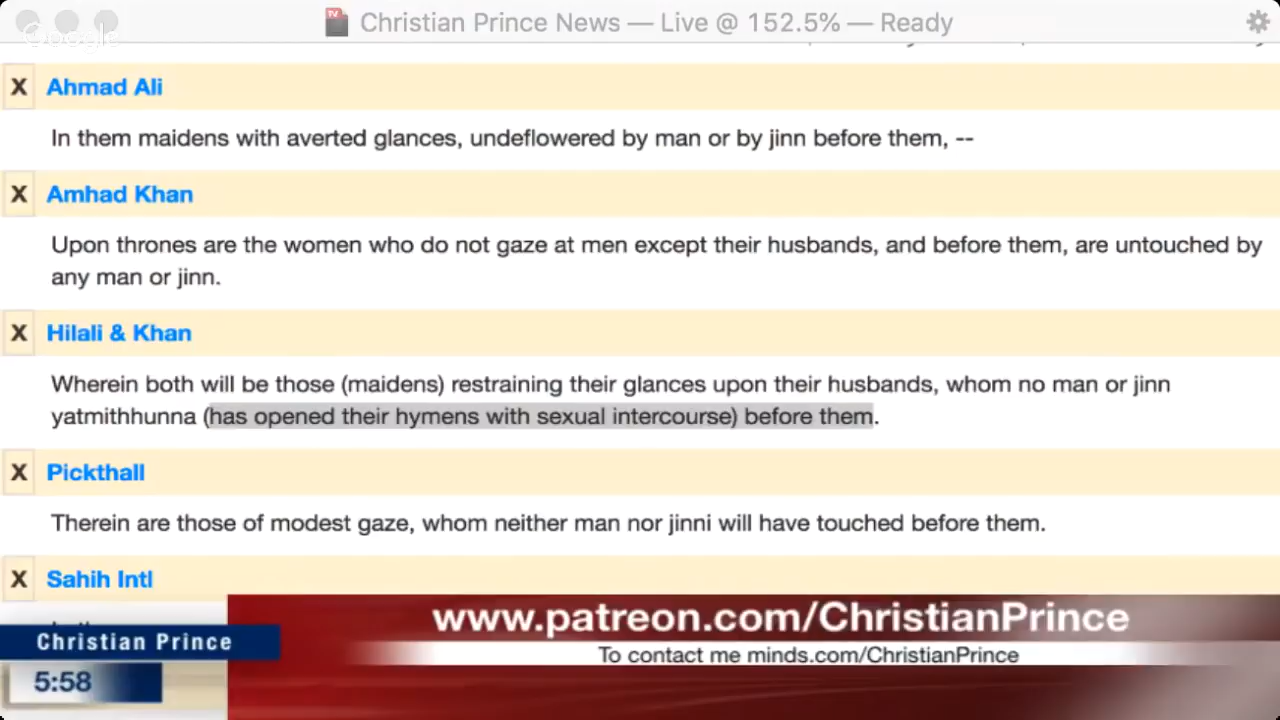 Google
TV
Christian Prince News — Live @ 152.5% — Ready
X Ahmad Ali
In them maidens with averted glances, undeflowered by man or by jinn before them, --
X Amhad Khan
Upon thrones are the women who do not gaze at men except their husbands, and before them, are untouched by
any man or jinn.
X Hilali & Khan
Wherein both will be those (maidens) restraining their glances upon their husbands, whom no man or jinn
yatmithhunna (has opened their hymens with sexual intercourse) before them.
X Pickthall
Therein are those of modest gaze, whom neither man nor jinni will have touched before them.
X Sahih Intl
www.patreon.com/ChristianPrince
Christian Prince
To contact me minds.com/ChristianPrince
5:58